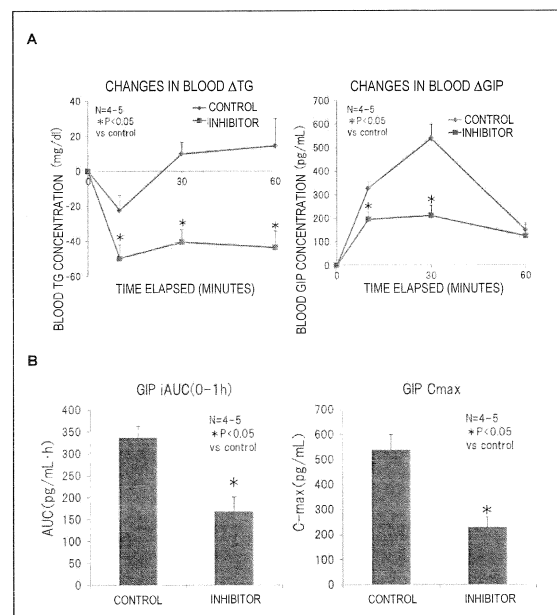 A
CHANGES IN BLOOD ΔTG
N=4-5
*P<0.05
vs control
CONTROL
INHIBITOR
BLOOD TG CONCENTRATION (mg/dl)
40
20
0
-20
-40
-60
-80
0
30
60
TIME ELAPSED (MINUTES)
*
*
*
CHANGES IN BLOOD ΔGIP
N=4-5
*P<0.05
vs control
CONTROL
INHIBITOR
BLOOD GIP CONCENTRATION (pg/mL)
700
600
500
400
300
200
100
0
0
30
60
TIME ELAPSED (MINUTES)
*
*
B
GIP iAUC(0-1h)
N=4-5
*P<0.05
vs control
AUC(pg/mL·h)
400
350
300
250
200
150
100
50
0
*
CONTROL
INHIBITOR
GIP Cmax
N=4-5
*P<0.05
vs control
C-max(pg/mL)
700
600
500
400
300
200
100
0
*
CONTROL
INHIBITOR